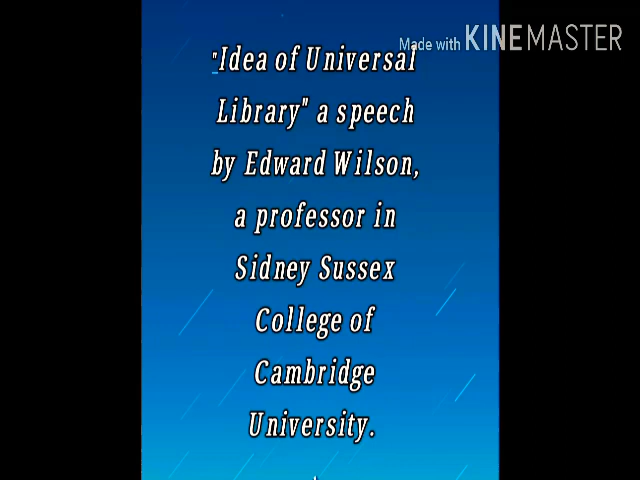 Made with KINEMASTER
"Idea of Universal
Library" a speech
by Edward Wilson,
a professor in
Sidney Sussex
College of
Cambridge
University.